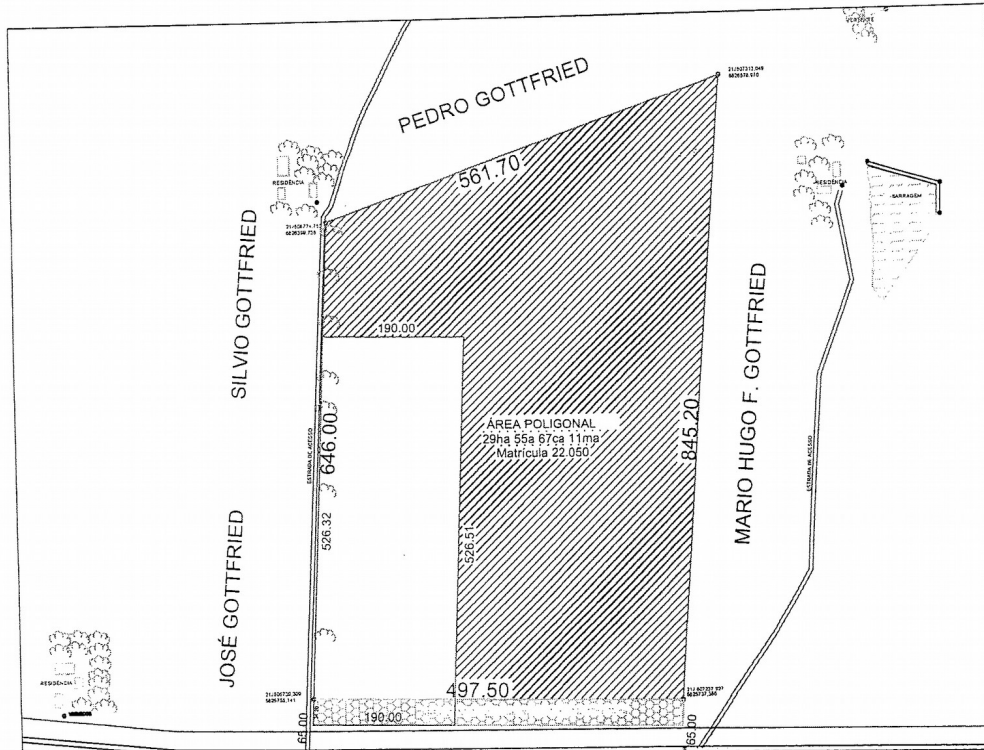 VERTENTE
PEDRO GOTTFRIED
561.70
RESIDÊNCIA
RESIDÊNCIA
BARRAGEM
SILVIO GOTTFRIED
190.00
MARIO HUGO F. GOTTFRIED
ÁREA POLIGONAL
29ha 55a 67ca 11ma
Matrícula 22.050
845.20
646.00
ESTRADA DE ACESSO
ESTRADA DE ACESSO
526.32
526.51
JOSÉ GOTTFRIED
RESIDÊNCIA
497.50
190.00
65.00
65.00